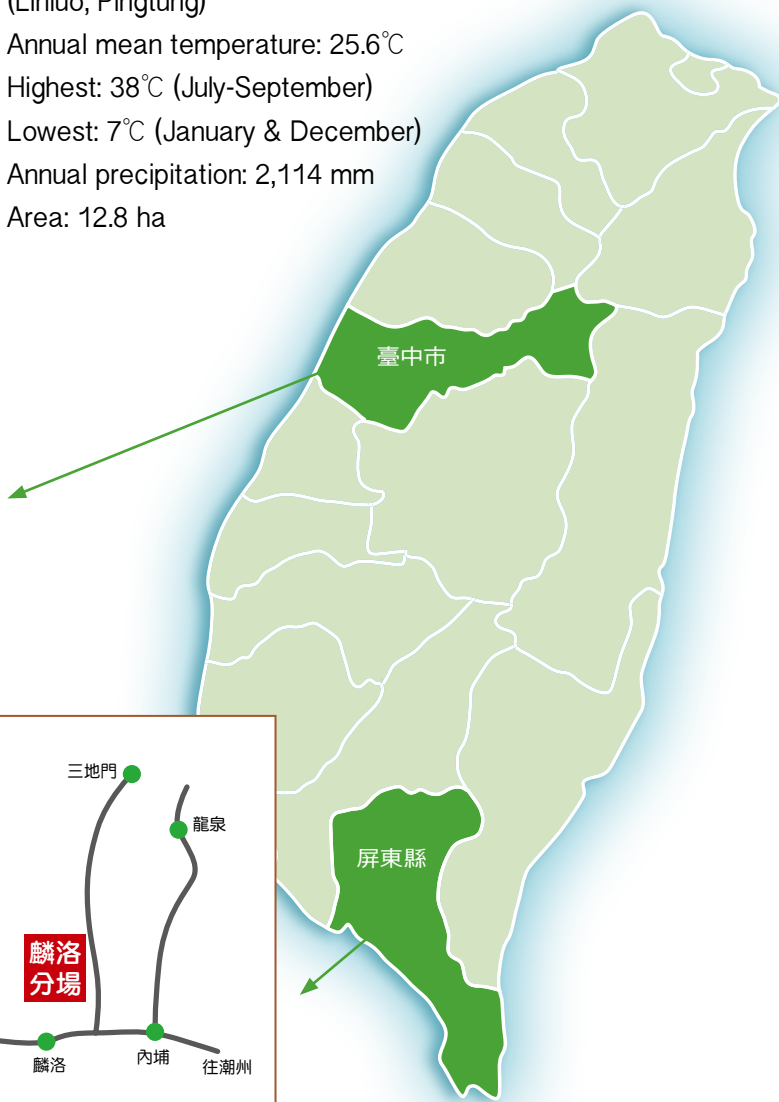 (Linluo, Pingtung)
Annual mean temperature: 25.6℃
Highest: 38℃ (July-September)
Lowest: 7℃ (January & December)
Annual precipitation: 2,114 mm
Area: 12.8 ha
臺中市
屏東縣
三地門
龍泉
麟洛
分場
麟洛
內埔
往潮州